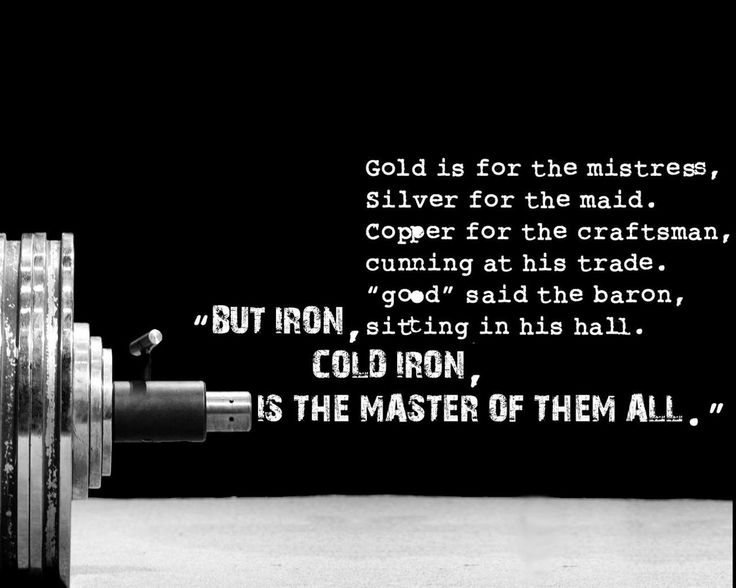 Gold is for the mistress,
Silver for the maid.
Copper for the craftsman,
cunning at his trade.
"good" said the baron,
sitting in his hall.
"BUT IRON,
COLD IRON,
IS THE MASTER OF THEM ALL."